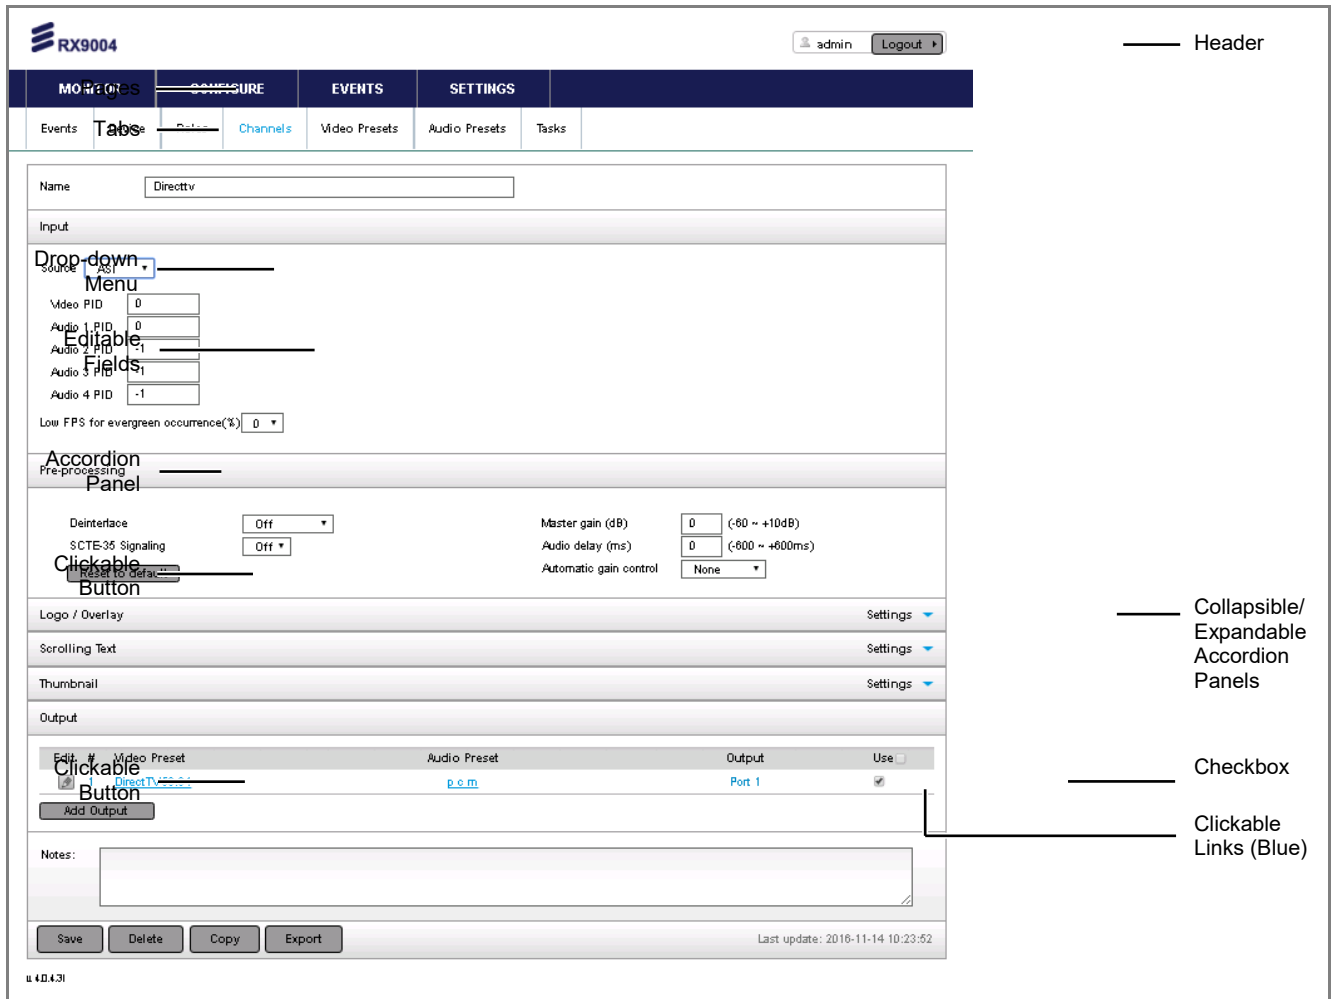 RX9004
admin Logout
Header
Pages
CONFIGURE EVENTS SETTINGS
Events Tabs Channels Video Presets Audio Presets Tasks
Name Directtv
Input
Drop-down
Source AST
Menu
Video PID 0
Audio 1 PID 0
Editable
Audio 2 PID -1
Fields
Audio 3 PID -1
Audio 4 PID -1
Low FPS for evergreen occurrence(%) 0
Accordion
Pre-processing
Panel
Deinterlace Off Master gain (dB) 0 (-60 ~ +10dB)
SCTE-35 Signaling Off Audio delay (ms) 0 (-600 ~ +600ms)
Clickable
Reset to default Automatic gain control None
Button
Logo / Overlay Settings
Collapsible/
Expandable
Accordion
Panels
Scrolling Text Settings
Thumbnail Settings
Output
Edit # Video Preset Audio Preset Output Use
Clickable
Checkbox
1 p c m Port 1
Button
Add Output
Clickable
Links (Blue)
Notes:
Save Delete Copy Export Last update: 2016-11-14 10:23:52